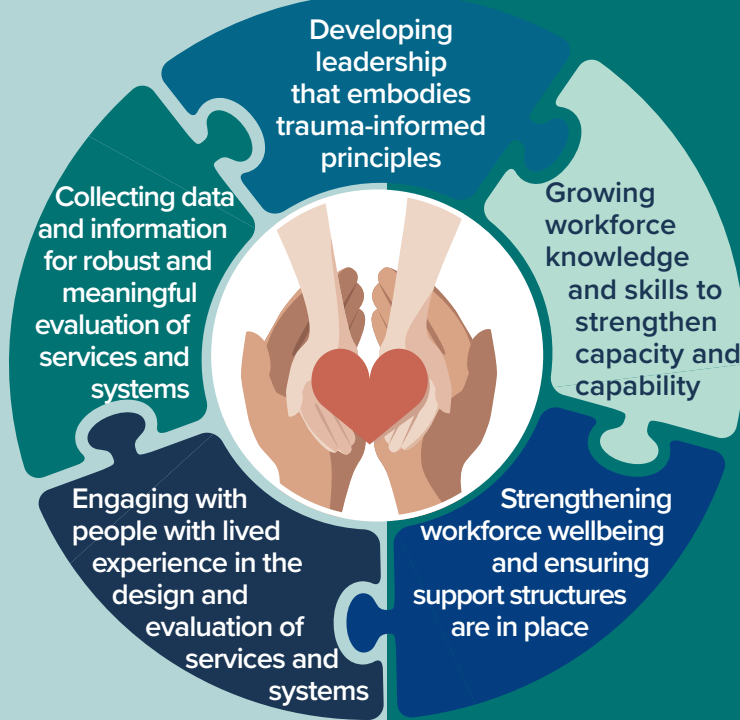 Developing
leadership
that embodies
trauma-informed
principles
Growing
workforce
knowledge
and skills to
strengthen
capacity and
capability
Strengthening
workforce wellbeing
and ensuring
support structures
are in place
Engaging with
people with lived
experience in the
design and
evaluation of
services and
systems
Collecting data
and information
for robust and
meaningful
evaluation of
services and
systems